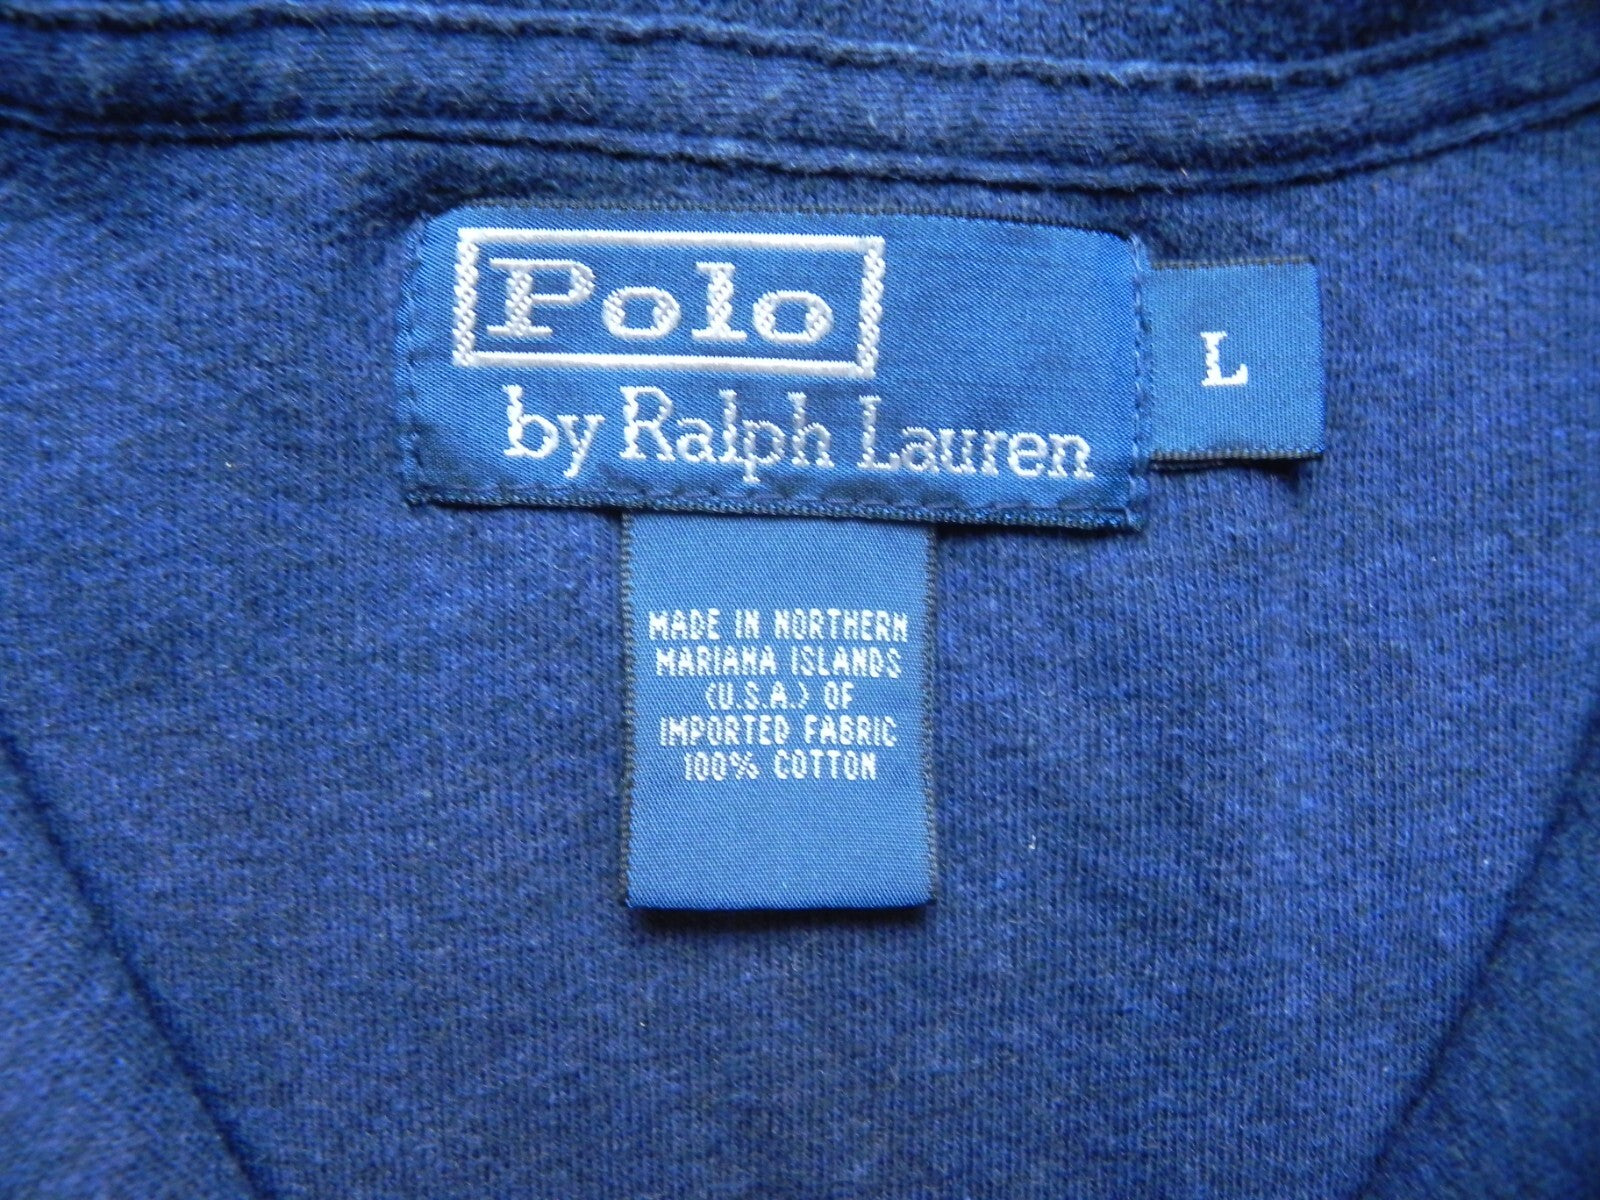 Polo
by Ralph Lauren
L
MADE IN NORTHERN
MARIANA ISLANDS
(U.S.A.) OF
IMPORTED FABRIC
100% COTTON